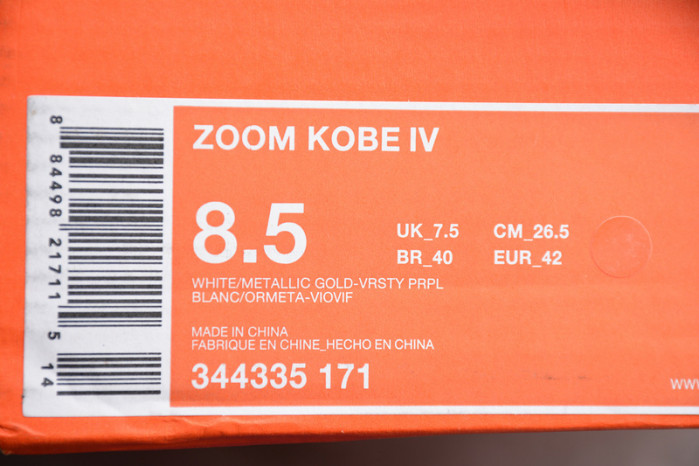 8 84498 21711 5 14
ZOOM KOBE IV
8.5
UK_7.5 CM_26.5
BR_40 EUR_42
WHITE/METALLIC GOLD-VRSTY PRPL
BLANC/ORMETA-VIOVIF
MADE IN CHINA
FABRIQUE EN CHINE_HECHO EN CHINA
344335 171
www